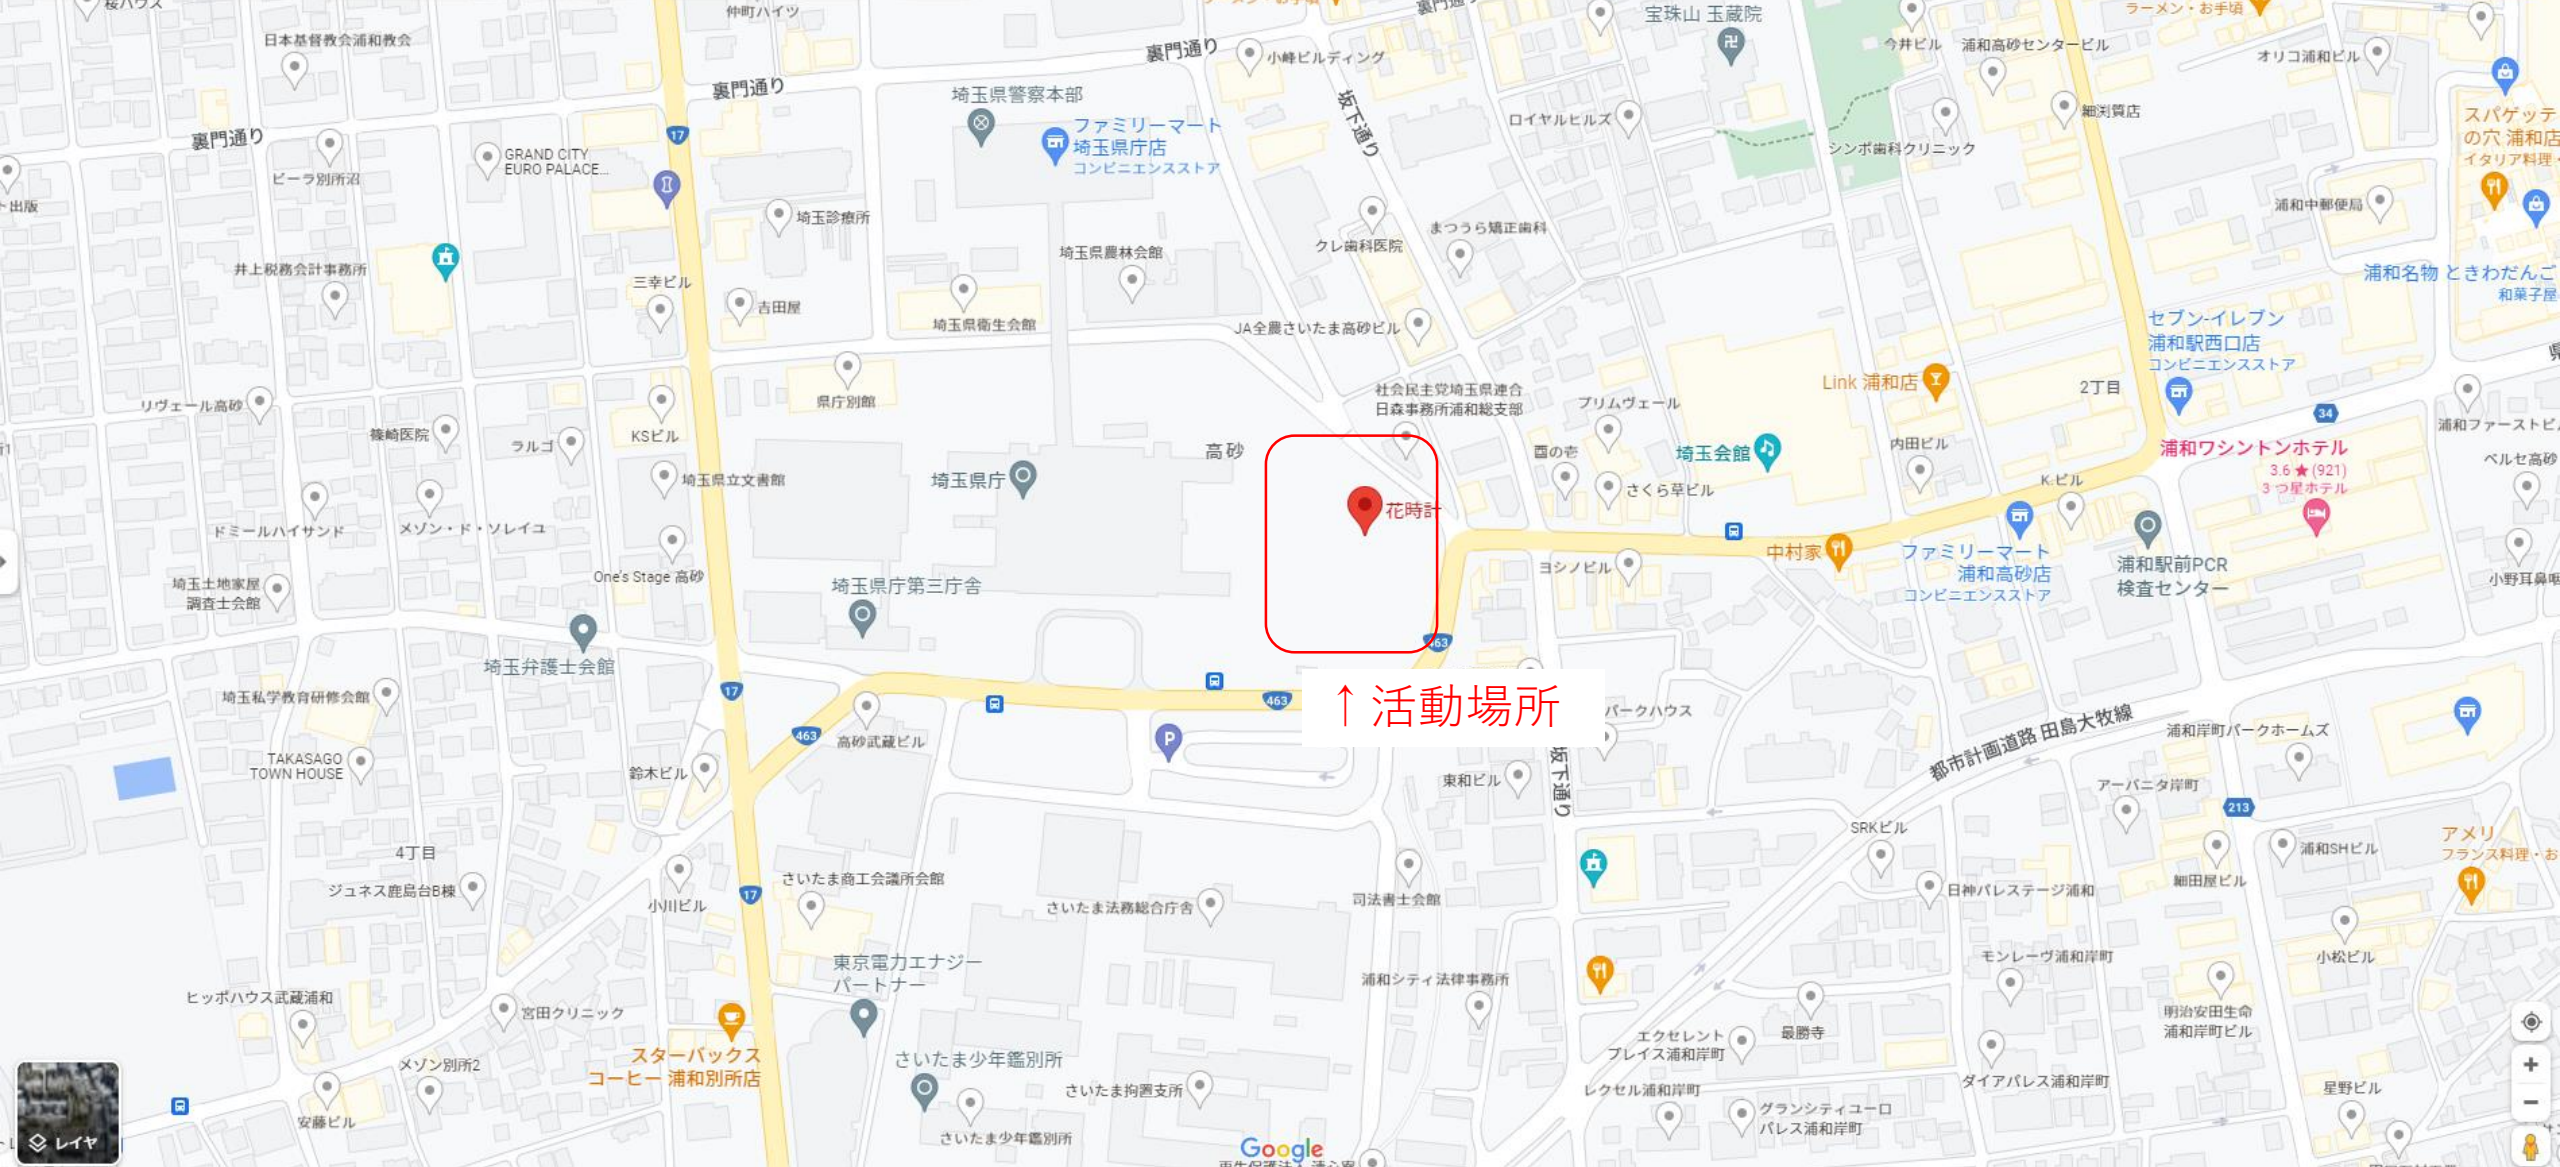 桜ハウス
仲町ハイツ
日本基督教会浦和教会
裏門通り
裏門通り
裏門通り
小峰ビルディング
宝珠山 玉蔵院
今井ビル
浦和高砂センタービル
ラーメン・お手頃
オリコ浦和ビル
細渕質店
スパゲッテ
の穴 浦和店
イタリア料理・
17
埼玉県警察本部
ファミリーマート
埼玉県庁店
コンビニエンスストア
坂下通り
ロイヤルヒルズ
シンポ歯科クリニック
GRAND CITY
EURO PALACE...
ビーラ別所沼
ト出版
埼玉診療所
浦和中郵便局
まつうら矯正歯科
クレ歯科医院
埼玉県農林会館
井上税務会計事務所
三幸ビル
吉田屋
埼玉県衛生会館
JA全農さいたま高砂ビル
浦和名物 ときわだんご
和菓子屋
セブン-イレブン
浦和駅西口店
コンビニエンスストア
県庁別館
社会民主党埼玉県連合
日森事務所浦和総支部
プリムヴェール
Link 浦和店
2丁目
34
リヴェール高砂
篠崎医院
ラルゴ
KSビル
高砂
酉の壱
埼玉会館
内田ビル
浦和ワシントンホテル
3.6 ★ (921)
3 つ星ホテル
浦和ファーストビル
ベルセ高砂
埼玉県立文書館
埼玉県庁
さくら草ビル
K.ビル
花時計
ドミールハイサンド
メゾン・ド・ソレイユ
One's Stage 高砂
埼玉県庁第三庁舎
ヨシノビル
中村家
ファミリーマート
浦和高砂店
コンビニエンスストア
浦和駅前PCR
検査センター
小野耳鼻咽
埼玉土地家屋
調査士会館
463
埼玉弁護士会館
埼玉私学教育研修会館
17
463
463
↑活動場所
パークハウス
高砂武蔵ビル
P
都市計画道路 田島大牧線
浦和岸町パークホームズ
TAKASAGO
TOWN HOUSE
鈴木ビル
東和ビル
坂下通り
アーバニタ岸町
213
SRKビル
4丁目
ジュネス鹿島台B棟
小川ビル
17
さいたま商工会議所会館
さいたま法務総合庁舎
司法書士会館
日神パレステージ浦和
細田屋ビル
浦和SHビル
アメリ
フランス料理・お
東京電力エナジー
パートナー
浦和シティ法律事務所
モンレーヴ浦和岸町
小松ビル
ヒッポハウス武蔵浦和
宮田クリニック
エクセレント
プレイス浦和岸町
最勝寺
明治安田生命
浦和岸町ビル
スターバックス
コーヒー 浦和別所店
メゾン別所2
さいたま少年鑑別所
さいたま拘置支所
レクセル浦和岸町
ダイアパレス浦和岸町
星野ビル
安藤ビル
さいたま少年鑑別所
グランシティユーロ
パレス浦和岸町
レイヤ
Google